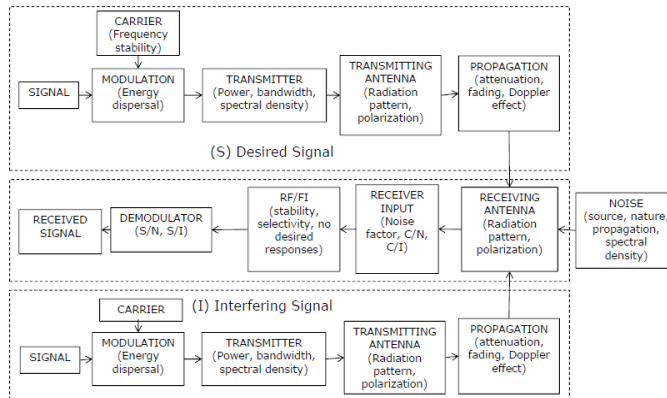 CARRIER
(Frequency
stability)
SIGNAL
MODULATION
(Energy
dispersal)
TRANSMITTER
(Power, bandwidth,
spectral density)
TRANSMITTING
ANTENNA
(Radiation
pattern,
polarization)
PROPAGATION
(attenuation,
fading, Doppler
effect)
(S) Desired Signal
RECEIVED
SIGNAL
DEMODULATOR
(S/N, S/I)
RF/FI
(stability,
selectivity, no
desired
responses)
RECEIVER
INPUT
(Noise
factor, C/N,
C/I)
RECEIVING
ANTENNA
(Radiation
pattern,
polarization)
NOISE
(source, nature,
propagation,
spectral
density)
(I) Interfering Signal
CARRIER
SIGNAL
MODULATION
(Energy
dispersal)
TRANSMITTER
(Power, bandwidth,
spectral density)
TRANSMITTING
ANTENNA
(Radiation
pattern,
polarization)
PROPAGATION
(attenuation,
fading, Doppler
effect)